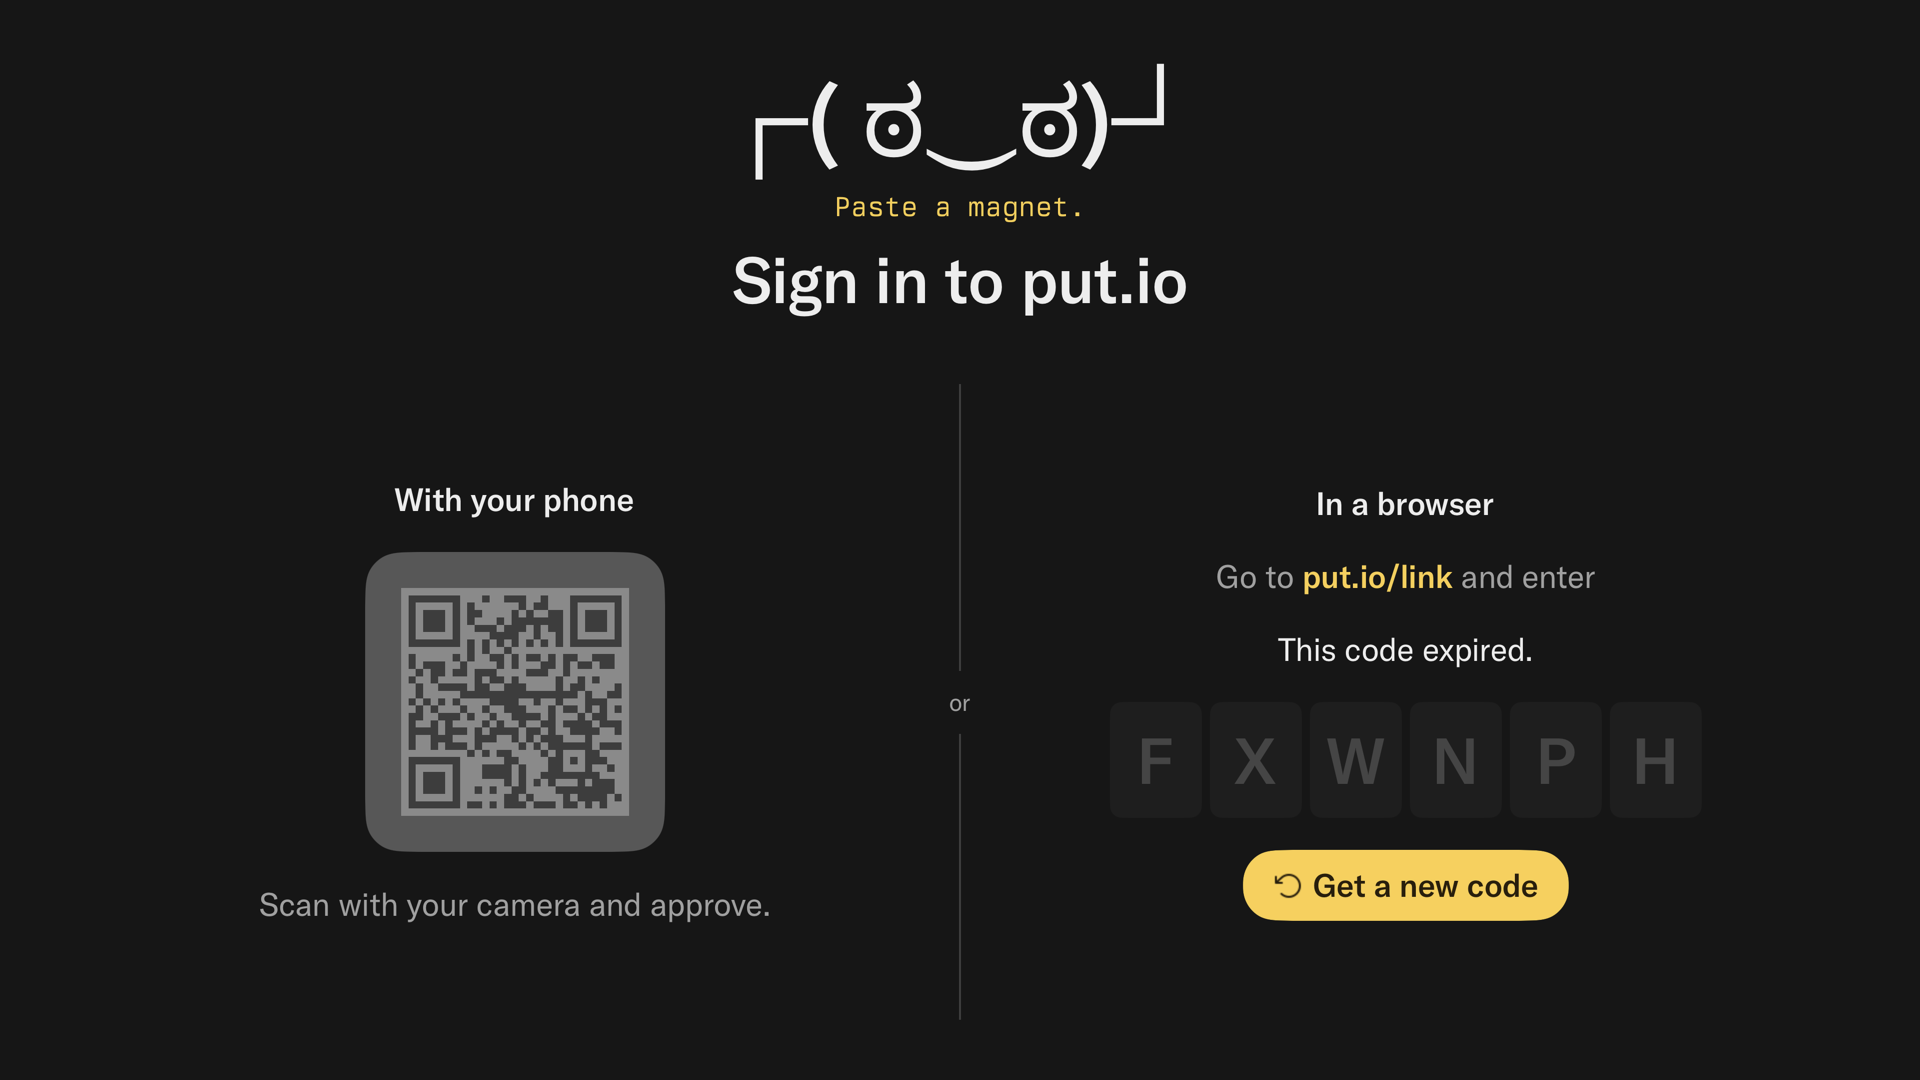 ┌─( ಠ‿ಠ)─┘
Paste a magnet.
Sign in to put.io
With your phone
Scan with your camera and approve.
or
In a browser
Go to put.io/link and enter
This code expired.
F X W N P H
Get a new code